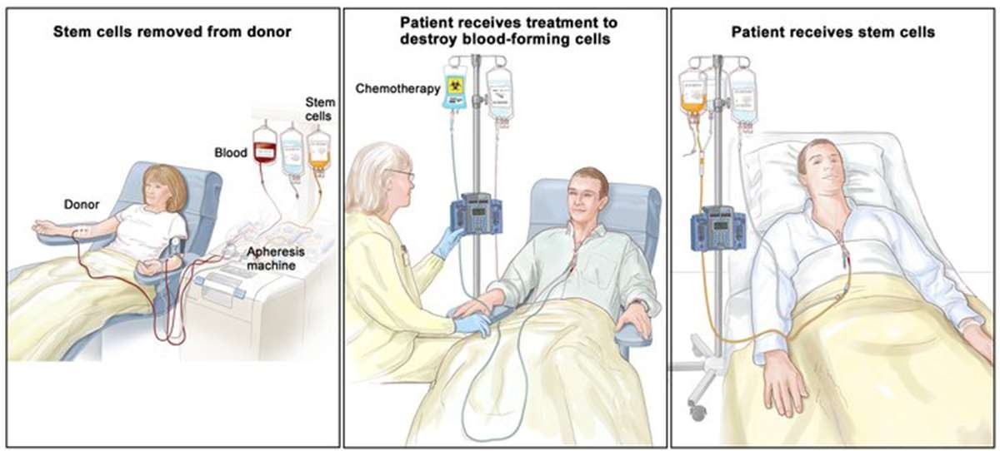 Stem cells removed from donor
Stem
cells
Blood
Donor
Apheresis
machine
Patient receives treatment to
destroy blood-forming cells
Chemotherapy
Patient receives stem cells